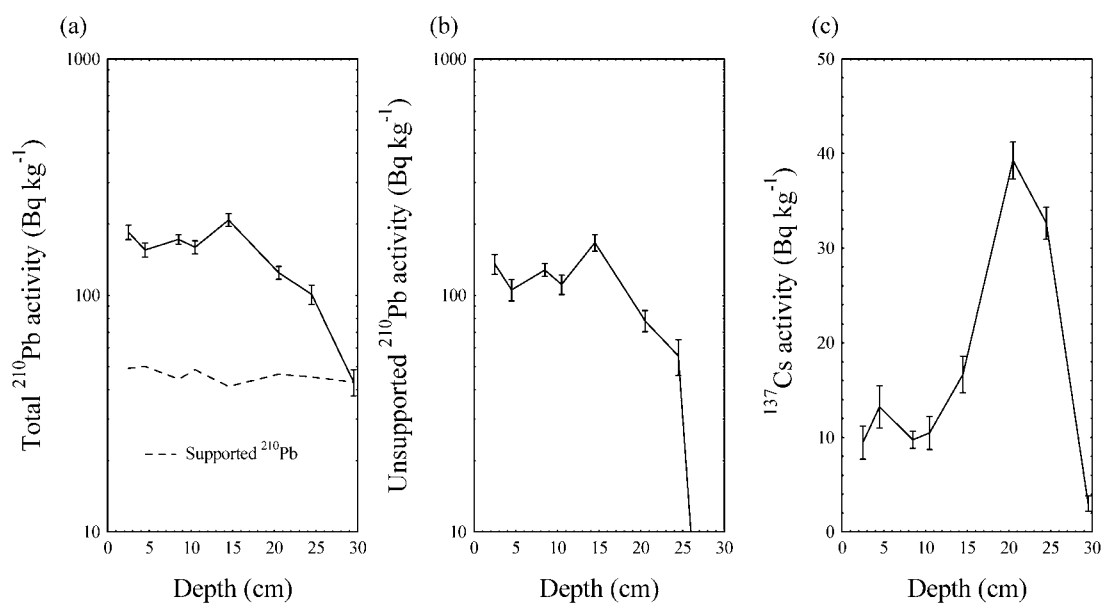 (a)
(b)
(c)
Total ²¹⁰Pb activity (Bq kg⁻¹)
1000
100
10
Supported ²¹⁰Pb
0 5 10 15 20 25 30
Depth (cm)
Unsupported ²¹⁰Pb activity (Bq kg⁻¹)
1000
100
10
0 5 10 15 20 25 30
Depth (cm)
¹³⁷Cs activity (Bq kg⁻¹)
50
40
30
20
10
0
0 5 10 15 20 25 30
Depth (cm)